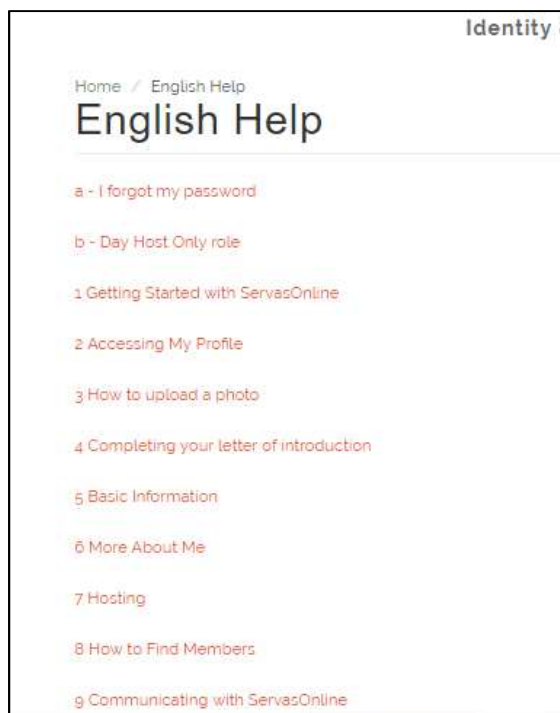 Identity
Home / English Help
English Help
a - I forgot my password
b - Day Host Only role
1 Getting Started with ServasOnline
2 Accessing My Profile
3 How to upload a photo
4 Completing your letter of introduction
5 Basic Information
6 More About Me
7 Hosting
8 How to Find Members
9 Communicating with ServasOnline